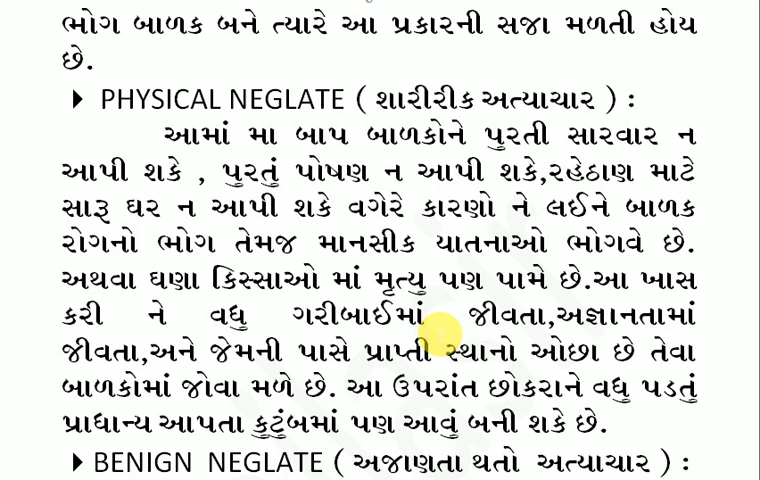 ભોગ બાળક બને ત્યારે આ પ્રકારની સજા મળતી હોય
છે.
PHYSICAL NEGLATE ( શારીરીક અત્યાચાર ) :
આમાં મા બાપ બાળકોને પુરતી સારવાર ન
આપી શકે , પુરતું પોષણ ન આપી શકે,રહેઠાણ માટે
સારૂ ઘર ન આપી શકે વગેરે કારણો ને લઈને બાળક
રોગનો ભોગ તેમજ માનસીક યાતનાઓ ભોગવે છે.
અથવા ઘણા કિસ્સાઓ માં મૃત્યુ પણ પામે છે.આ ખાસ
કરી ને વધુ ગરીબાઈમાં જીવતા,અજ્ઞાનતામાં
જીવતા,અને જેમની પાસે પ્રાપ્તી સ્થાનો ઓછા છે તેવા
બાળકોમાં જોવા મળે છે. આ ઉપરાંત છોકરાને વધુ પડતું
પ્રાધાન્ય આપતા કુટુંબમાં પણ આવું બની શકે છે.
BENIGN NEGLATE ( અજાણતા થતો અત્યાચાર ) :